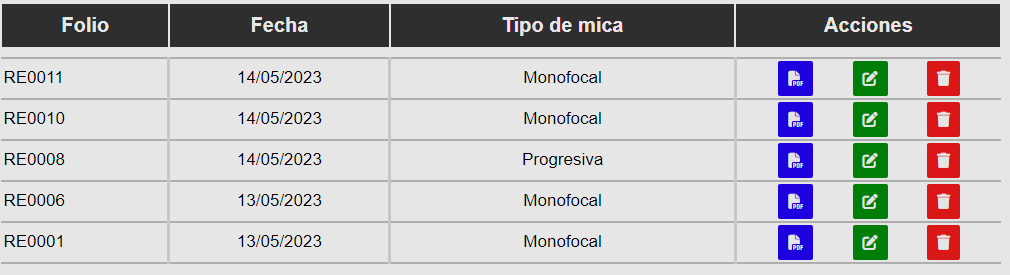 Folio Fecha Tipo de mica Acciones
RE0011 14/05/2023 Monofocal PDF
RE0010 14/05/2023 Monofocal PDF
RE0008 14/05/2023 Progresiva PDF
RE0006 13/05/2023 Monofocal PDF
RE0001 13/05/2023 Monofocal PDF